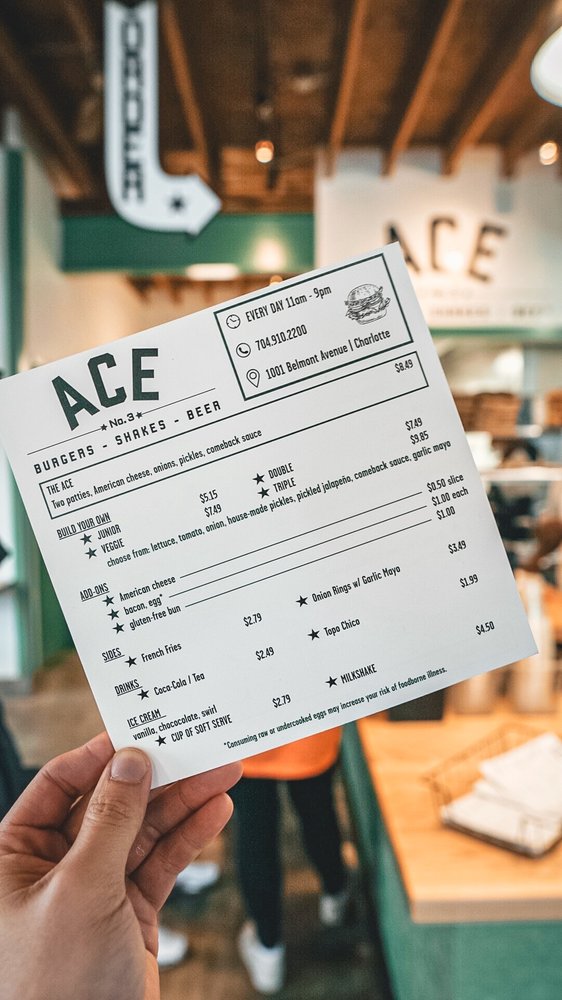 ORDER
ACE
ACE
★ No.3 ★
BURGERS - SHAKES - BEER
EVERY DAY 11am - 9pm
704.910.2200
1001 Belmont Avenue | Charlotte
THE ACE $8.49
Two patties, American cheese, onions, pickles, comeback sauce
BUILD YOUR OWN
★ JUNIOR $5.15 ★ DOUBLE $7.49
★ VEGGIE $7.49 ★ TRIPLE $9.85
choose from: lettuce, tomato, onion, house-made pickles, pickled jalapeño, comeback sauce, garlic mayo
ADD-ONS
★ American cheese $0.50 slice
★ bacon, egg* $1.00 each
★ gluten-free bun $1.00
SIDES
★ French Fries $2.79 ★ Onion Rings w/ Garlic Mayo $3.49
DRINKS
★ Coca-Cola / Tea $2.49 ★ Topo Chico $1.99
ICE CREAM
vanilla, chococolate, swirl
★ CUP OF SOFT SERVE $2.79 ★ MILKSHAKE $4.50
*Consuming raw or undercooked eggs may increase your risk of foodborne illness.